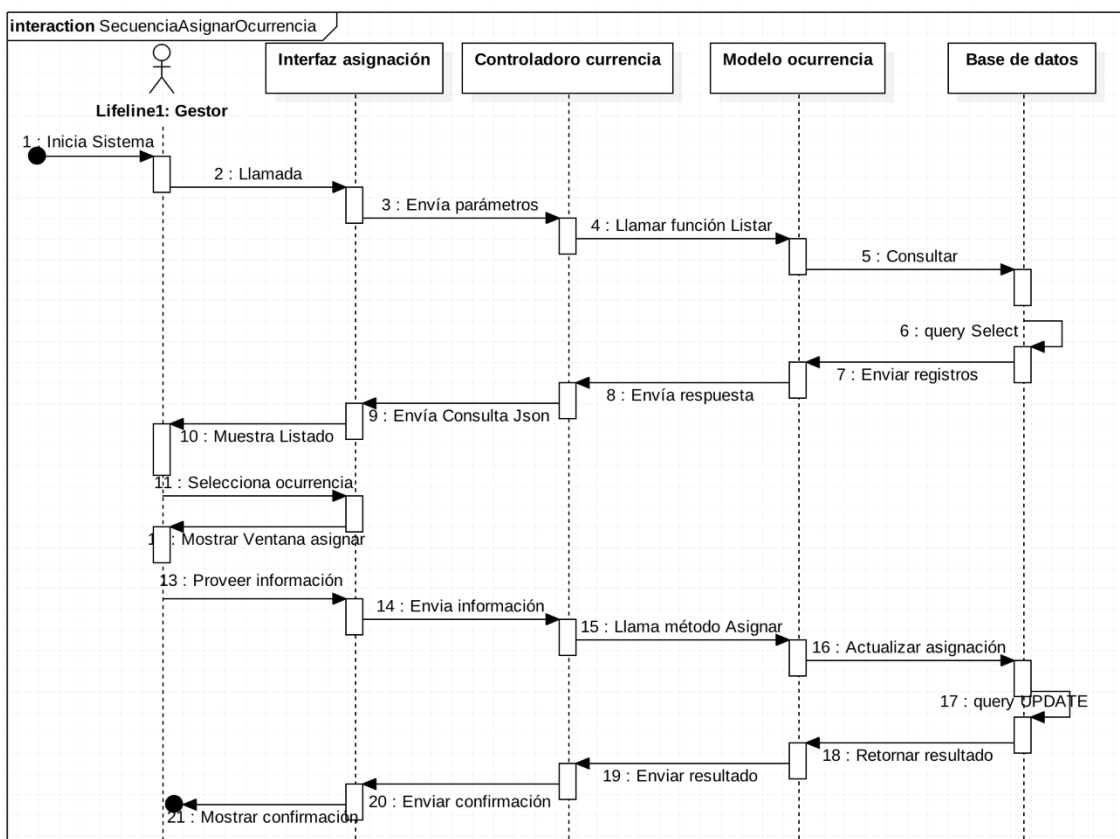 interaction SecuenciaAsignarOcurrencia
Interfaz asignación
Controladoro currencia
Modelo ocurrencia
Base de datos
Lifeline1: Gestor
1 : Inicia Sistema
2 : Llamada
3 : Envía parámetros
4 : Llamar función Listar
5 : Consultar
6 : query Select
7 : Enviar registros
8 : Envía respuesta
9 : Envía Consulta Json
10 : Muestra Listado
11 : Selecciona ocurrencia
: Mostrar Ventana asignar
13 : Proveer información
14 : Envia información
15 : Llama método Asignar
16 : Actualizar asignación
17 : query UPDATE
18 : Retornar resultado
19 : Enviar resultado
20 : Enviar confirmación
21 : Mostrar confirmación